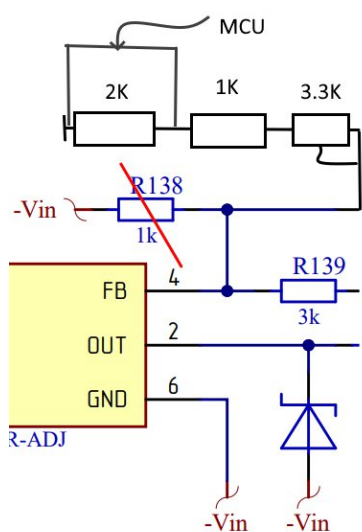 MCU
2K
1K
3.3K
R138
-Vin
1k
FB
4
R139
3k
OUT
2
GND
6
R-ADJ
-Vin
-Vin